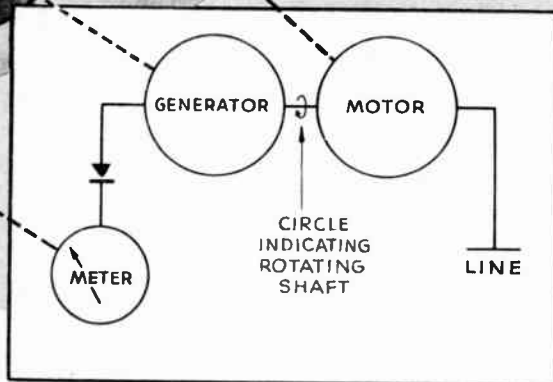 GENERATOR
MOTOR
METER
CIRCLE
INDICATING
ROTATING
SHAFT
LINE